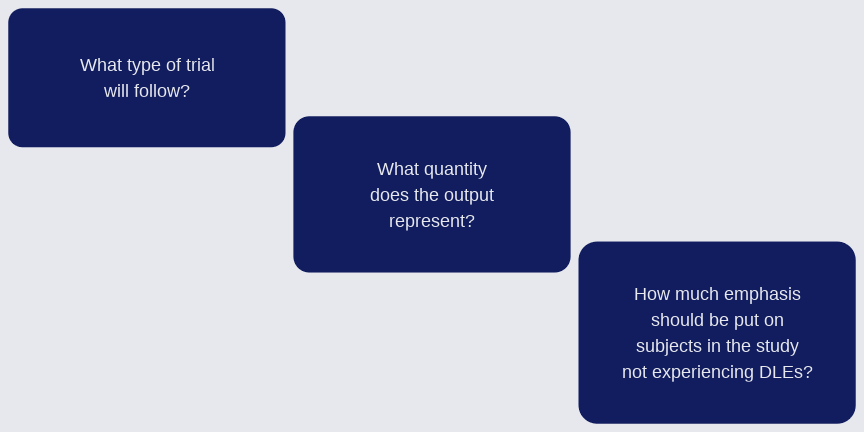 What type of trial
will follow?
What quantity
does the output
represent?
How much emphasis
should be put on
subjects in the study
not experiencing DLEs?